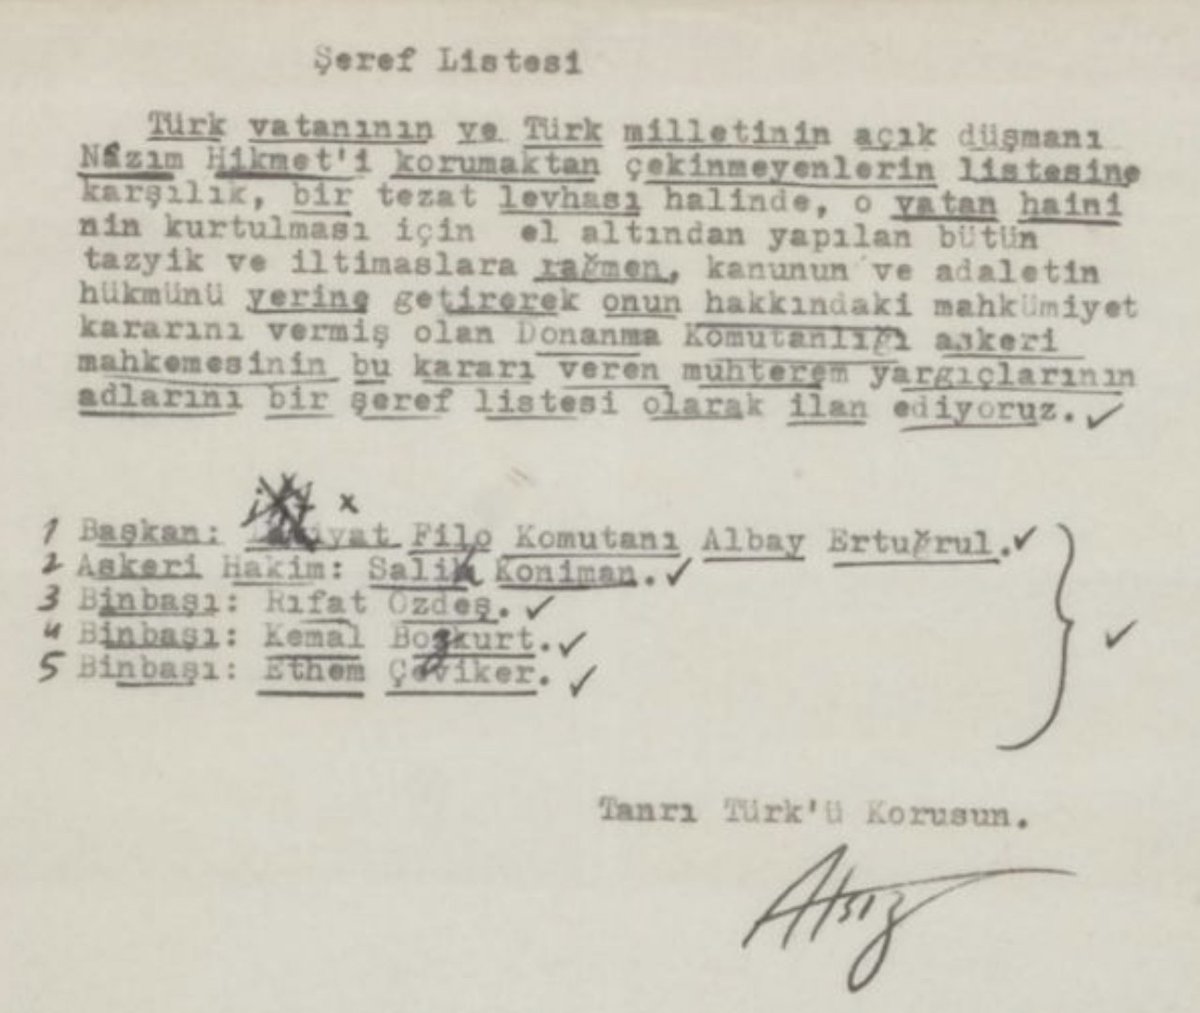 Şeref Listesi
Türk vatanının ve Türk milletinin açık düşmanı
Nâzım Hikmet'i korumaktan çekinmeyenlerin listesine
karşılık, bir tezat levhası halinde, o vatan haini
nin kurtulması için el altından yapılan bütün
tazyik ve iltimaslara rağmen, kanunun ve adaletin
hükmünü yerine getirerek onun hakkındaki mahkümiyet
kararını vermiş olan Donanma Komutanlığı askeri
mahkemesinin bu kararı veren muhterem yargıçlarının
adlarını bir şeref listesi olarak ilan ediyoruz. ✓
1 Başkan: Filo Komutanı Albay Ertuğrul. ✓
2 Askeri Hakim: Salih Koniman. ✓
3 Binbaşı: Rıfat Özdeş. ✓
4 Binbaşı: Kemal Bozkurt. ✓
5 Binbaşı: Ethem Çeviker. ✓
Tanrı Türk'ü Korusun.
Atsız